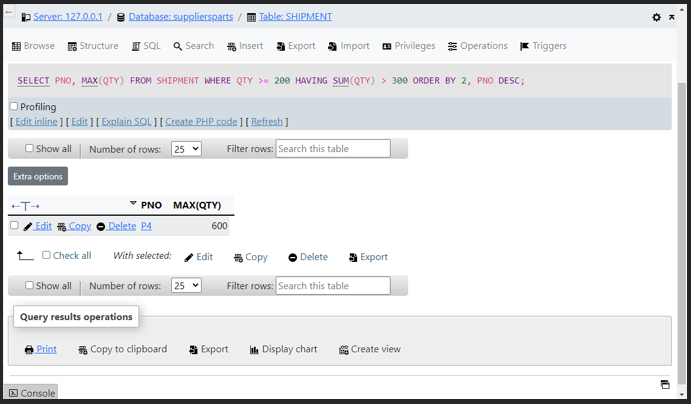 Server: 127.0.0.1 / Database: suppliersparts / Table: SHIPMENT
Browse Structure SQL Search Insert Export Import Privileges Operations Triggers
SELECT PNO, MAX(QTY) FROM SHIPMENT WHERE QTY >= 200 HAVING SUM(QTY) > 300 ORDER BY 2, PNO DESC;
Profiling
[ Edit inline ] [ Edit ] [ Explain SQL ] [ Create PHP code ] [ Refresh ]
Show all Number of rows: 25 Filter rows: Search this table
Extra options
←T→ PNO MAX(QTY)
Edit Copy Delete P4 600
Check all With selected: Edit Copy Delete Export
Show all Number of rows: 25 Filter rows: Search this table
Query results operations
Print Copy to clipboard Export Display chart Create view
Console